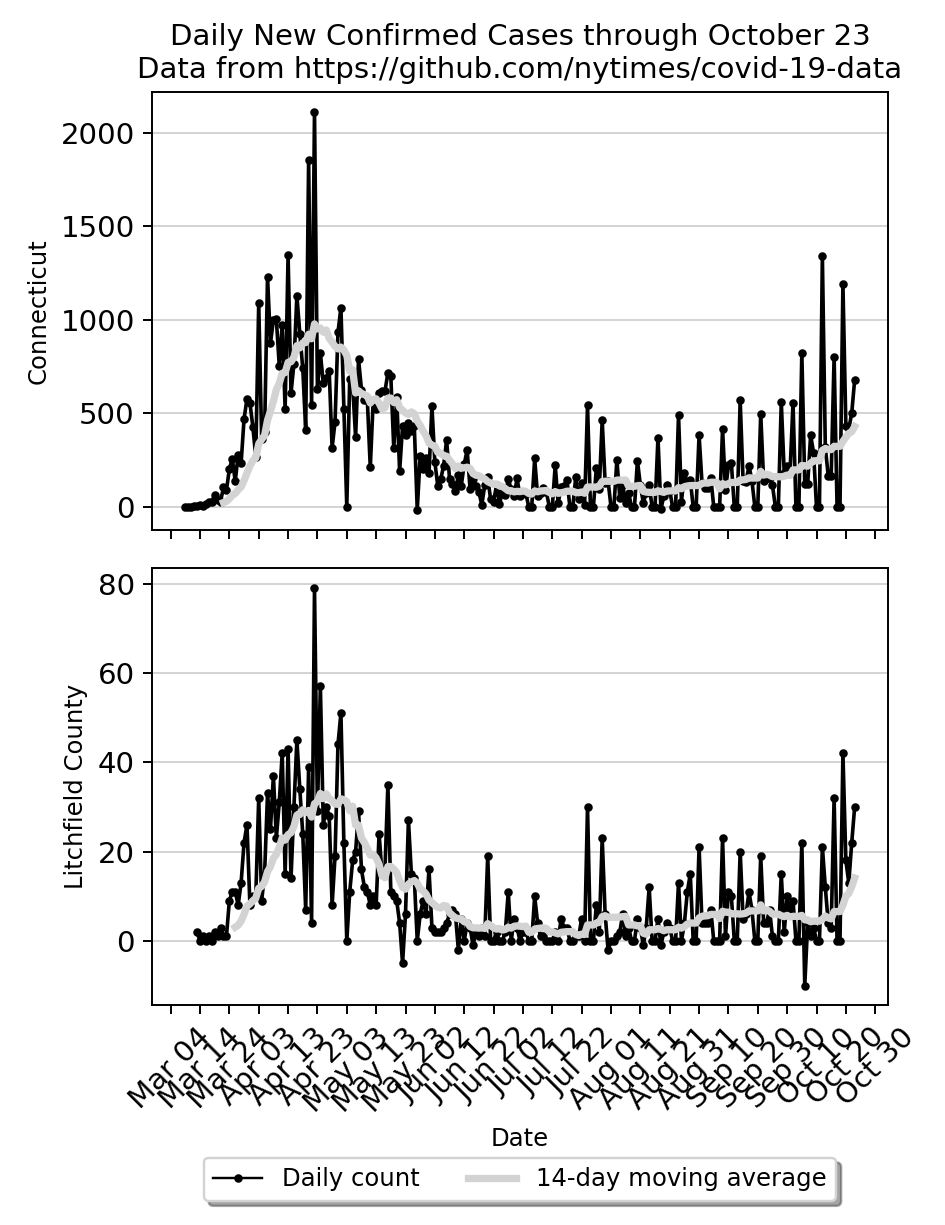 Daily New Confirmed Cases through October 23
Data from https://github.com/nytimes/covid-19-data
2000
1500
1000
500
0
Connecticut
80
60
40
20
0
Litchfield County
Mar 04
Mar 14
Mar 24
Apr 03
Apr 13
Apr 23
May 03
May 13
May 23
Jun 02
Jun 12
Jun 22
Jul 02
Jul 12
Jul 22
Aug 01
Aug 11
Aug 21
Aug 31
Sep 10
Sep 20
Sep 30
Oct 10
Oct 20
Oct 30
Date
Daily count
14-day moving average